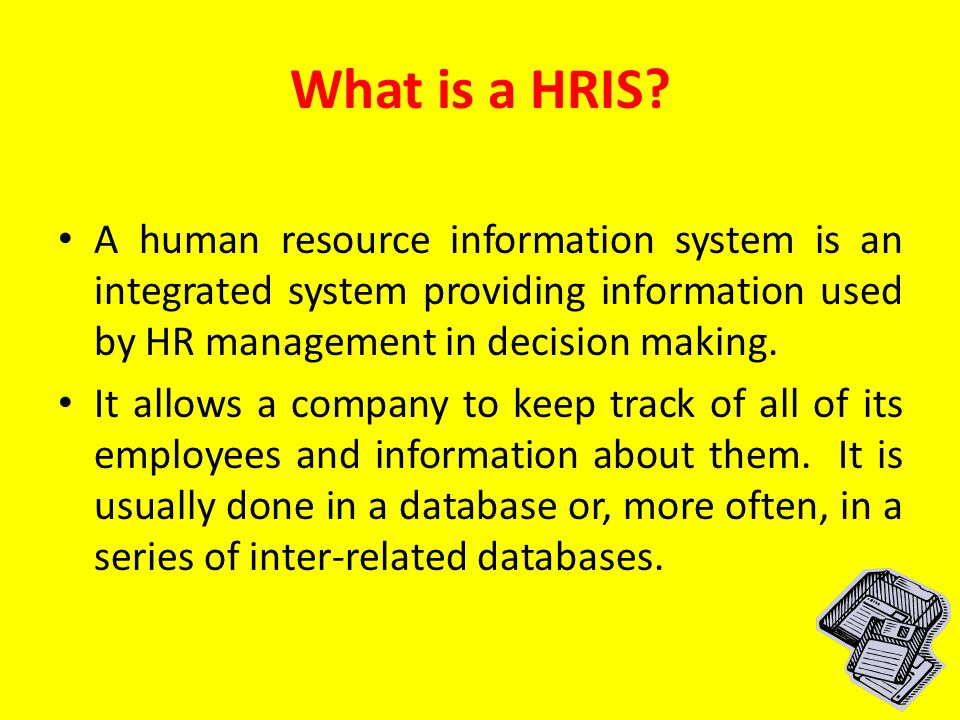 What is a HRIS?
• A human resource information system is an
integrated system providing information used
by HR management in decision making.
• It allows a company to keep track of all of its
employees and information about them.  It is
usually done in a database or, more often, in a
series of inter-related databases.